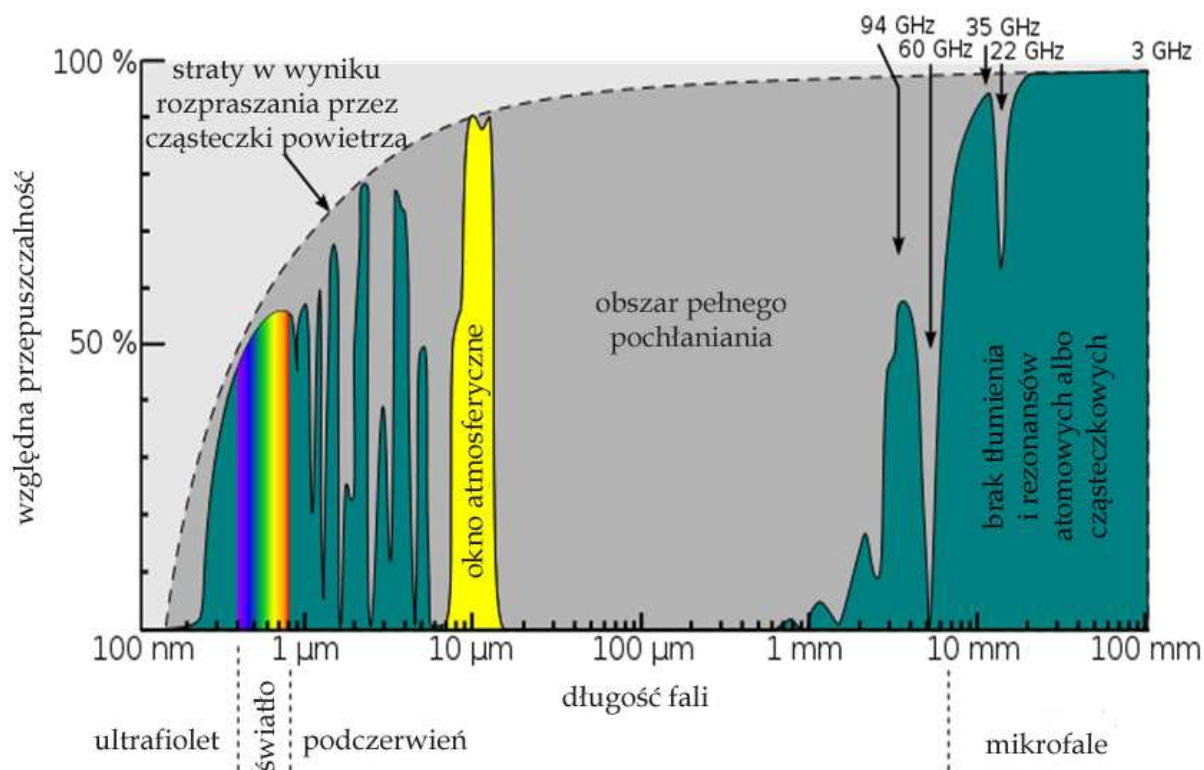 94 GHz
35 GHz
60 GHz
22 GHz
3 GHz
100 %
straty w wyniku
rozpraszania przez
cząsteczki powietrza
względna przepuszczalność
50 %
obszar pełnego
pochłaniania
okno atmosferyczne
brak tłumienia
i rezonansów
atomowych albo
cząsteczkowych
100 nm
1 µm
10 µm
100 µm
1 mm
10 mm
100 mm
długość fali
ultrafiolet
światło
podczerwień
mikrofale